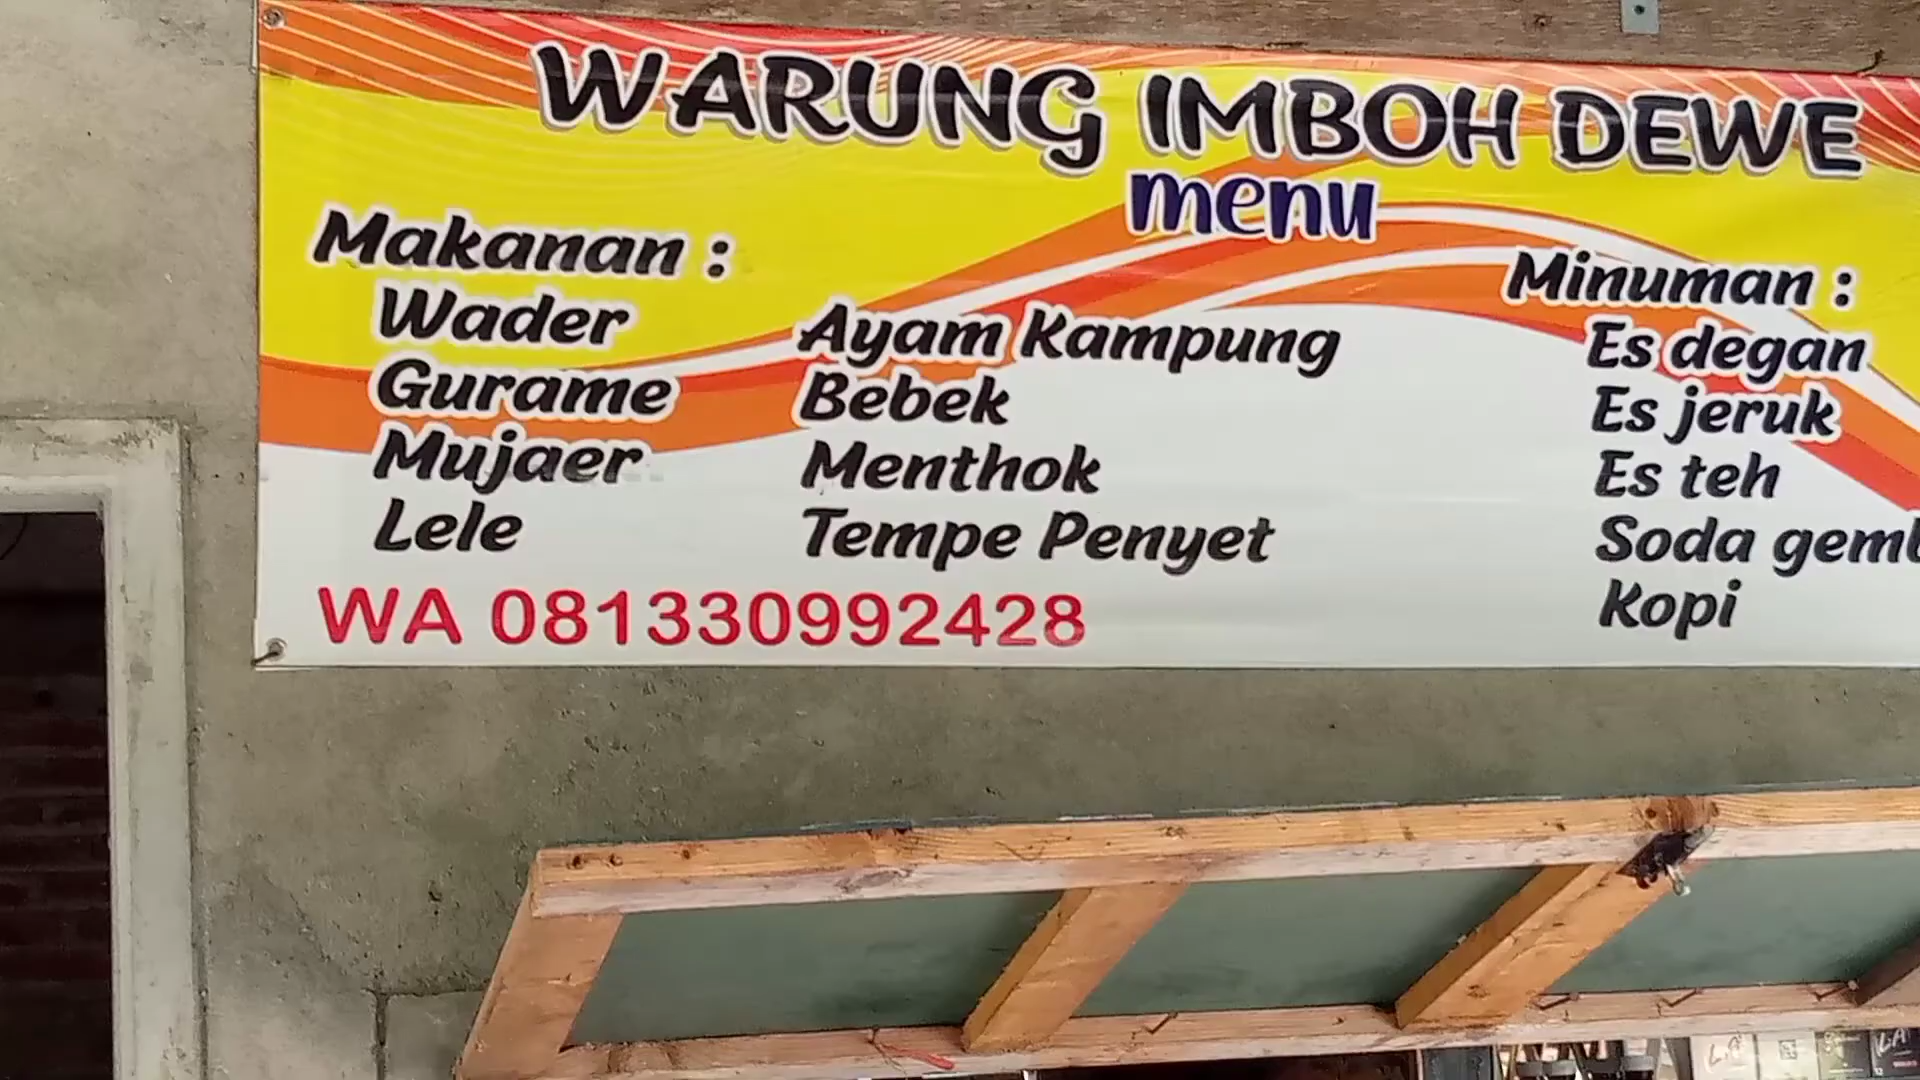 WARUNG IMBOH DEWE
menu
Makanan :
Wader
Gurame
Mujaer
Lele
Ayam Kampung
Bebek
Menthok
Tempe Penyet
Minuman :
Es degan
Es jeruk
Es teh
Soda
Kopi
WA 081330992428